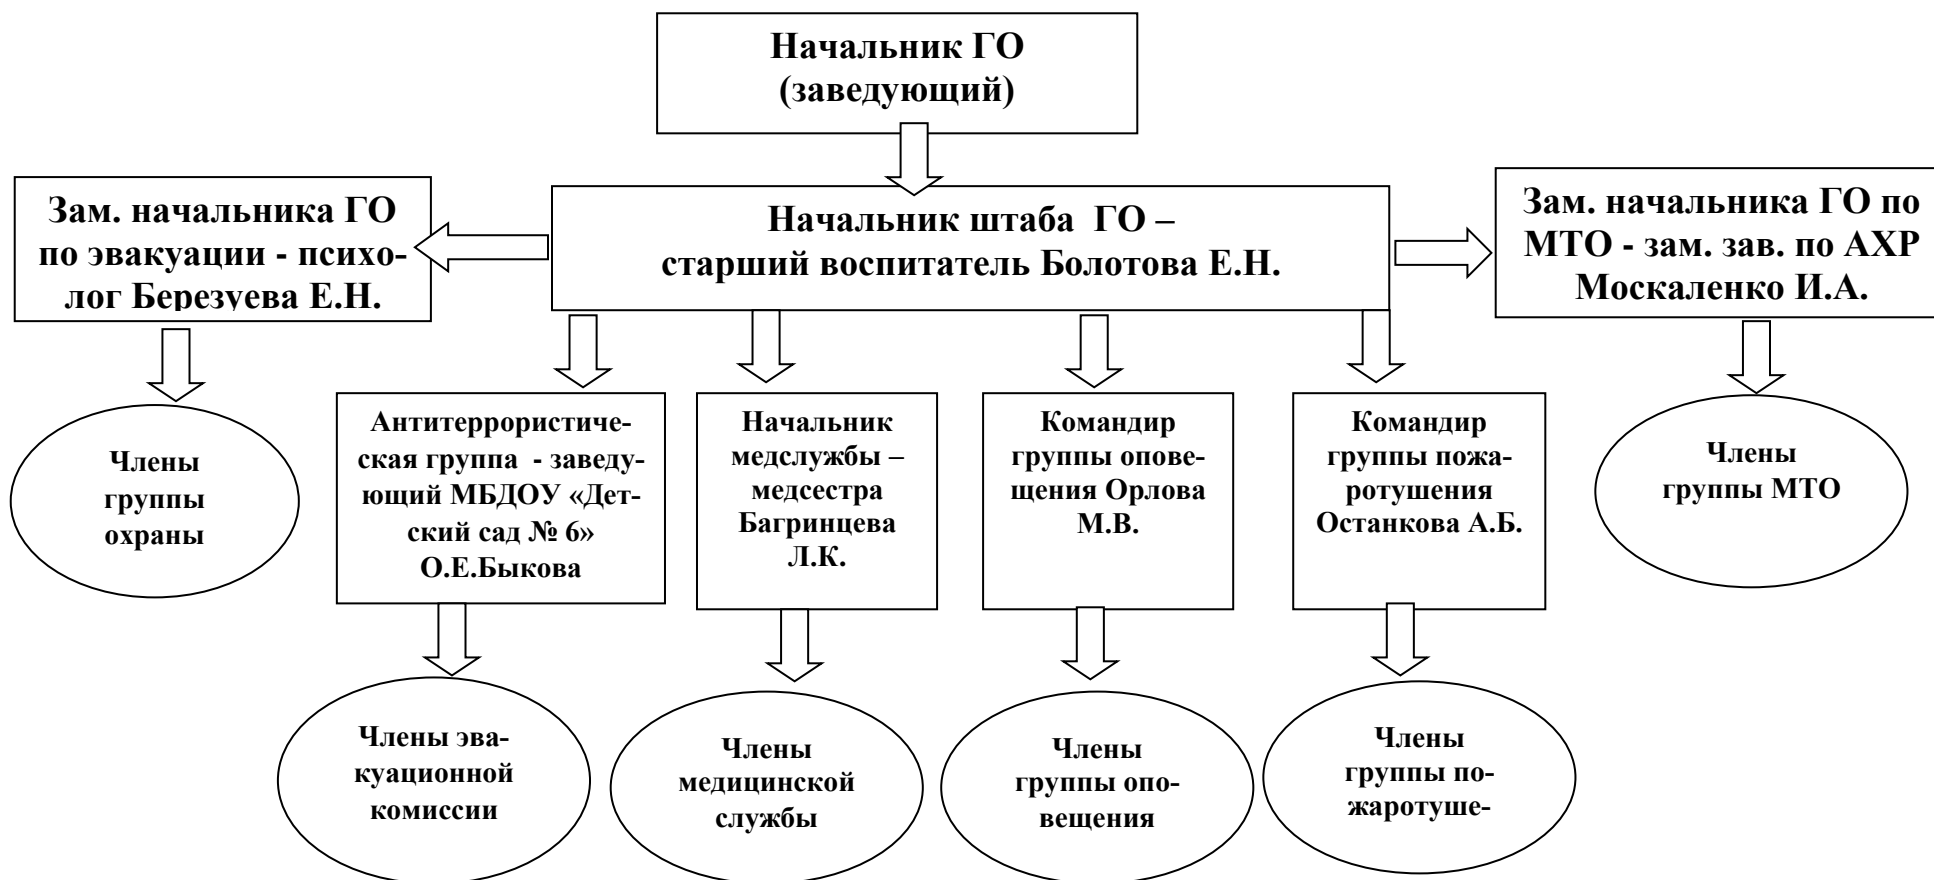 Начальник ГО
(заведующий)
Зам. начальника ГО
по эвакуации - психо-
лог Березуева Е.Н.
Начальник штаба ГО –
старший воспитатель Болотова Е.Н.
Зам. начальника ГО по
МТО - зам. зав. по АХР
Москаленко И.А.
Члены
группы
охраны
Антитеррористиче-
ская группа - заведу-
ющий МБДОУ «Дет-
ский сад № 6»
О.Е.Быкова
Начальник
медслужбы –
медсестра
Багринцева
Л.К.
Командир
группы опове-
щения Орлова
М.В.
Командир
группы пожа-
ротушения
Останкова А.Б.
Члены
группы МТО
Члены эва-
куационной
комиссии
Члены
медицинской
службы
Члены
группы опо-
вещения
Члены
группы по-
жаротуше-